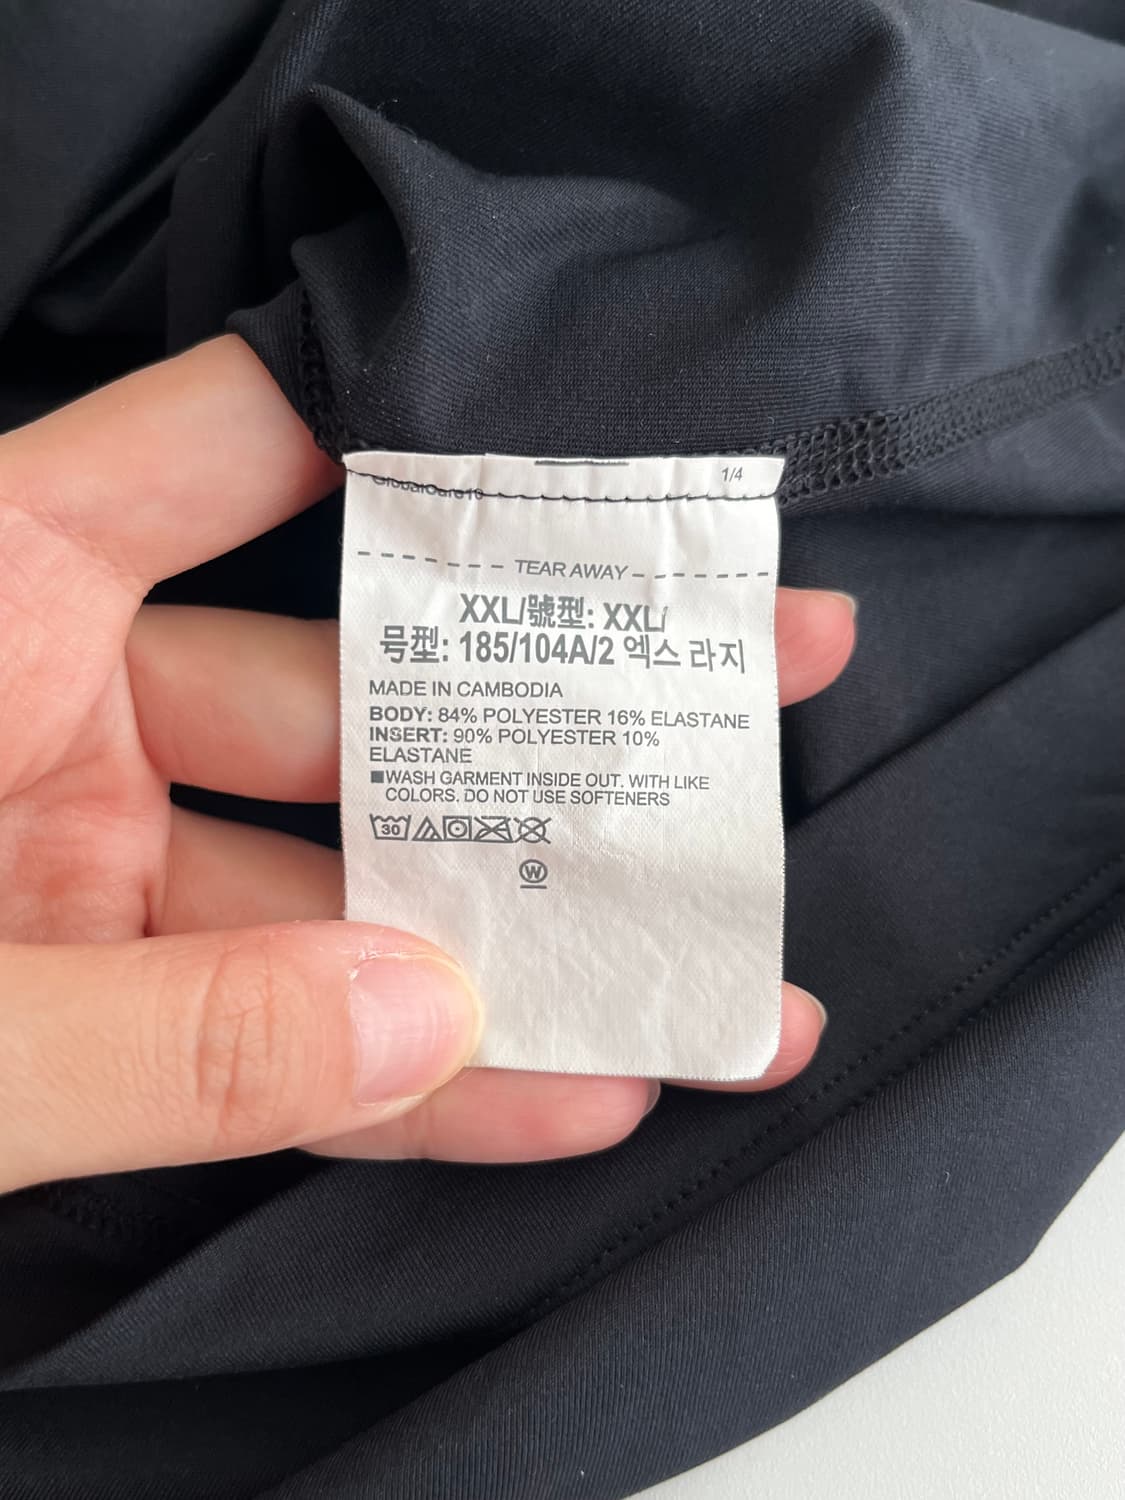 GlobalCare10
1/4
TEAR AWAY
XXL/號型: XXL/
号型: 185/104A/2 엑스 라지
MADE IN CAMBODIA
BODY: 84% POLYESTER 16% ELASTANE
INSERT: 90% POLYESTER 10%
ELASTANE
■WASH GARMENT INSIDE OUT. WITH LIKE
COLORS. DO NOT USE SOFTENERS
30
W